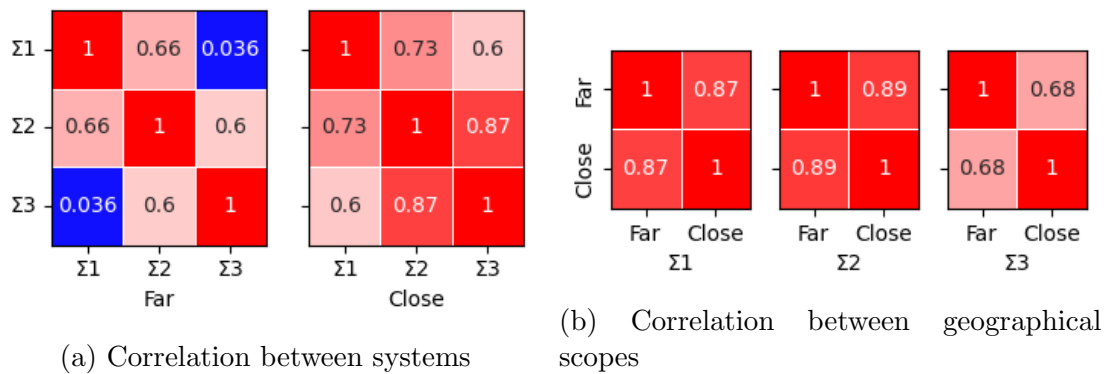 Σ1 1 0.66 0.036 1 0.73 0.6
Σ2 0.66 1 0.6 0.73 1 0.87
Σ3 0.036 0.6 1 0.6 0.87 1
Σ1 Σ2 Σ3 Σ1 Σ2 Σ3
Far Close
(a) Correlation between systems
Far 1 0.87 1 0.89 1 0.68
Close 0.87 1 0.89 1 0.68 1
Far Close Far Close Far Close
Σ1 Σ2 Σ3
(b) Correlation between geographical
scopes